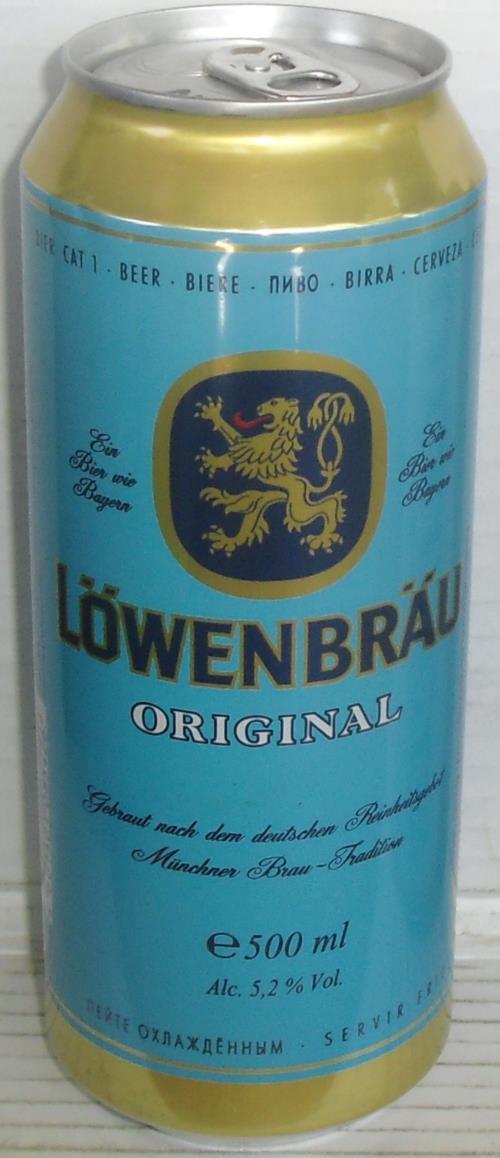 BIER CAT 1 · BEER · BIERE · ПИВО · BIRRA · CERVEZA ·
Ein
Bier wie
Bayern
Ein
Bier wie
Bayern
LÖWENBRÄU
ORIGINAL
Gebraut nach dem deutschen Reinheitsgebot
Münchner Brau-Tradition
℮500 ml
Alc. 5,2 % Vol.
ПЕЙТЕ ОХЛАЖДЁННЫМ · SERVIR